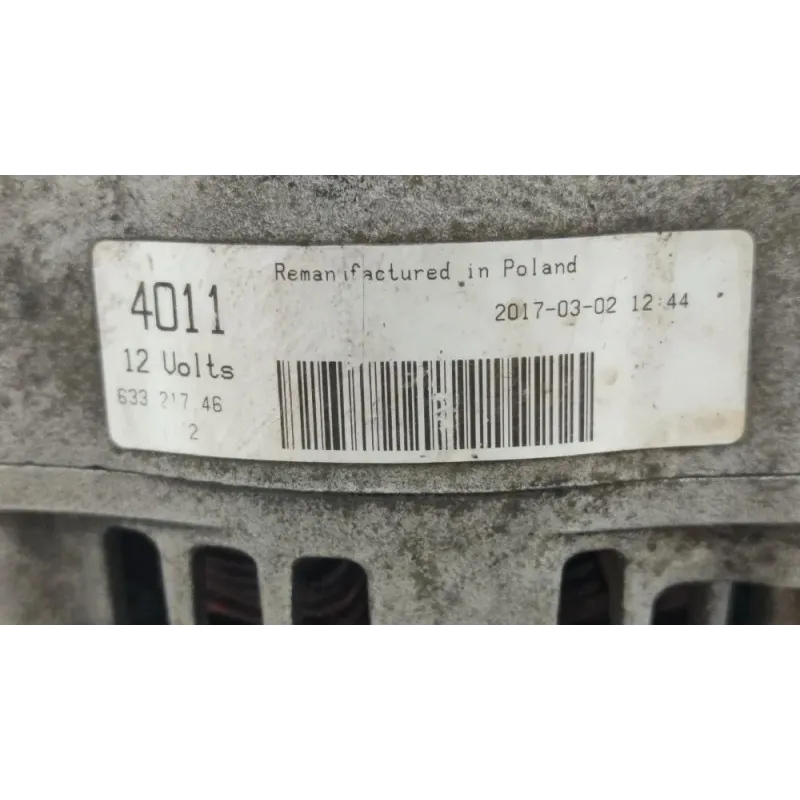 Remanufactured in Poland
4011
2017-03-02 12:44
12 Volts
633 217 46
2